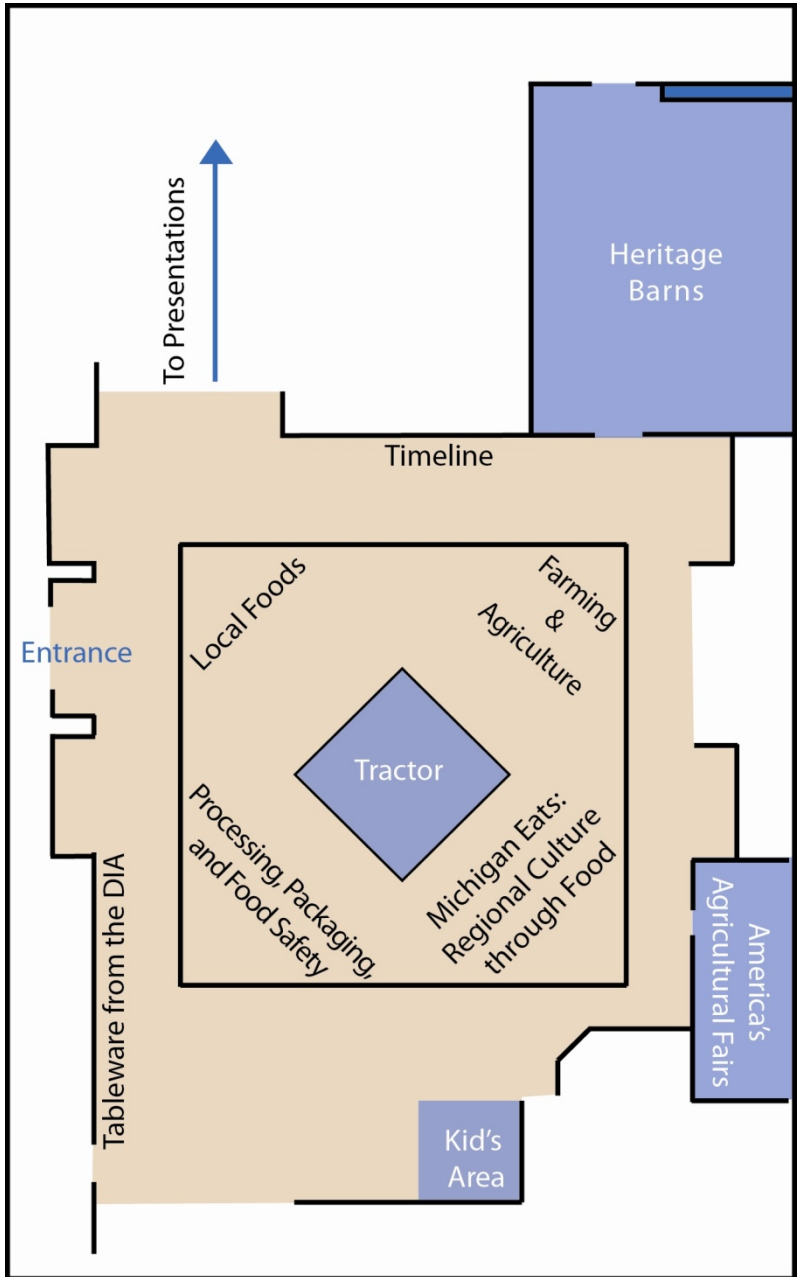 Heritage
Barns
To Presentations
Timeline
Local Foods
Farming
&
Agriculture
Entrance
Tractor
Processing, Packaging,
and Food Safety
Michigan Eats:
Regional Culture
through Food
Tableware from the DIA
America's
Agricultural Fairs
Kid's
Area